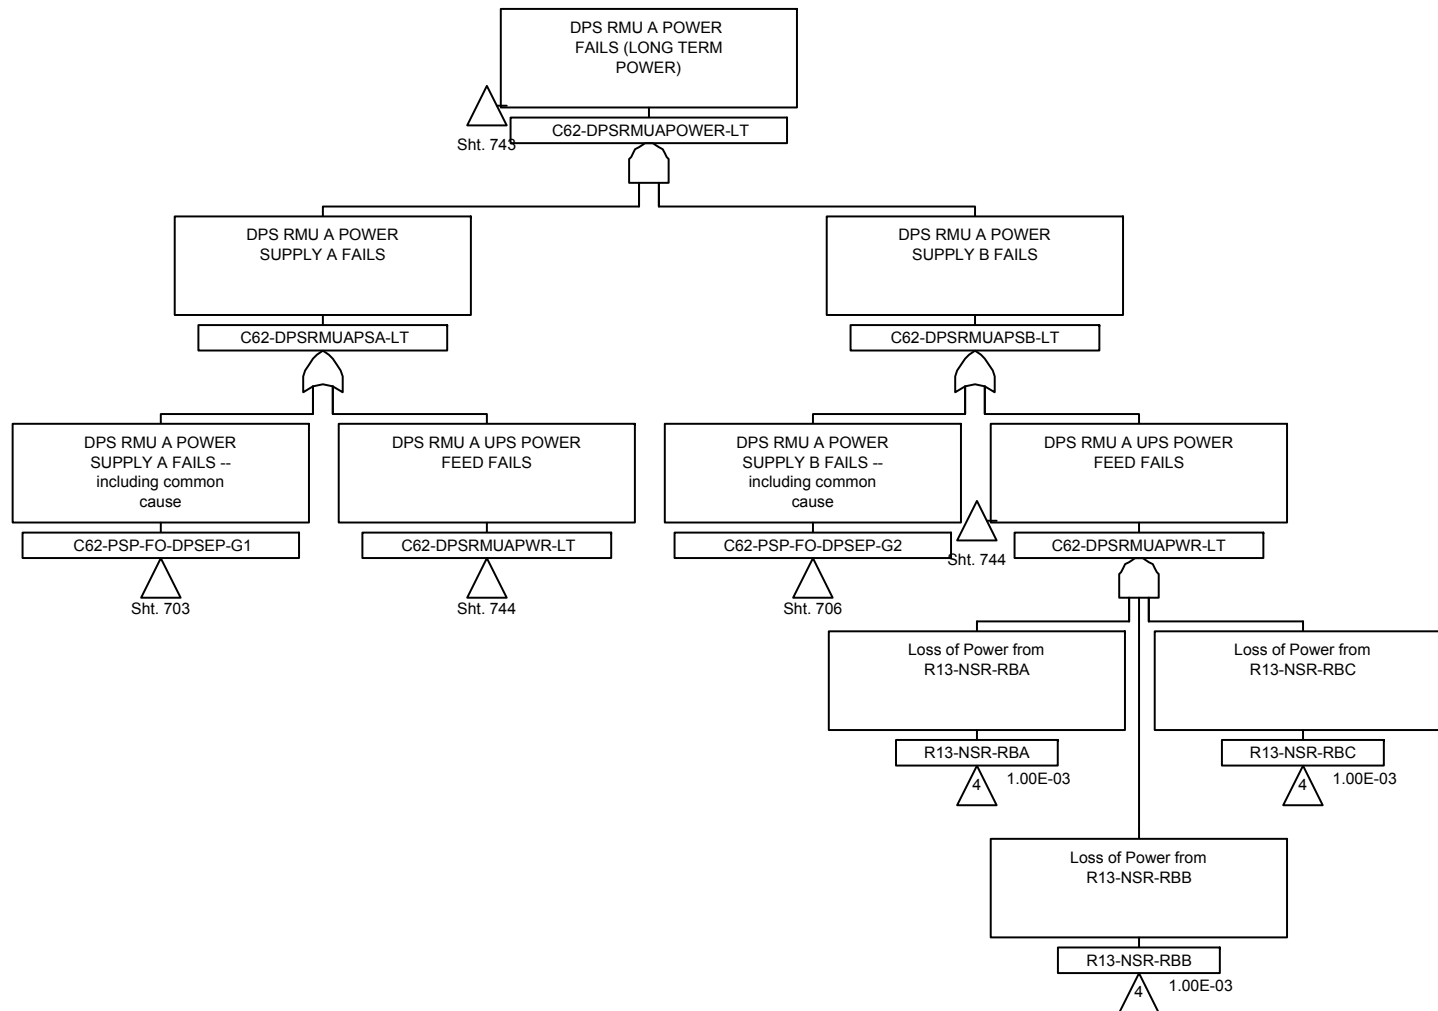 DPS RMU A POWER
FAILS (LONG TERM
POWER)
Sht. 743
C62-DPSRMUAPOWER-LT
DPS RMU A POWER
SUPPLY A FAILS
C62-DPSRMUAPSA-LT
DPS RMU A POWER
SUPPLY B FAILS
C62-DPSRMUAPSB-LT
DPS RMU A POWER
SUPPLY A FAILS --
including common
cause
C62-PSP-FO-DPSEP-G1
Sht. 703
DPS RMU A UPS POWER
FEED FAILS
C62-DPSRMUAPWR-LT
Sht. 744
DPS RMU A POWER
SUPPLY B FAILS --
including common
cause
C62-PSP-FO-DPSEP-G2
Sht. 706
DPS RMU A UPS POWER
FEED FAILS
Sht. 744
C62-DPSRMUAPWR-LT
Loss of Power from
R13-NSR-RBA
R13-NSR-RBA
4
1.00E-03
Loss of Power from
R13-NSR-RBC
R13-NSR-RBC
4
1.00E-03
Loss of Power from
R13-NSR-RBB
R13-NSR-RBB
4
1.00E-03